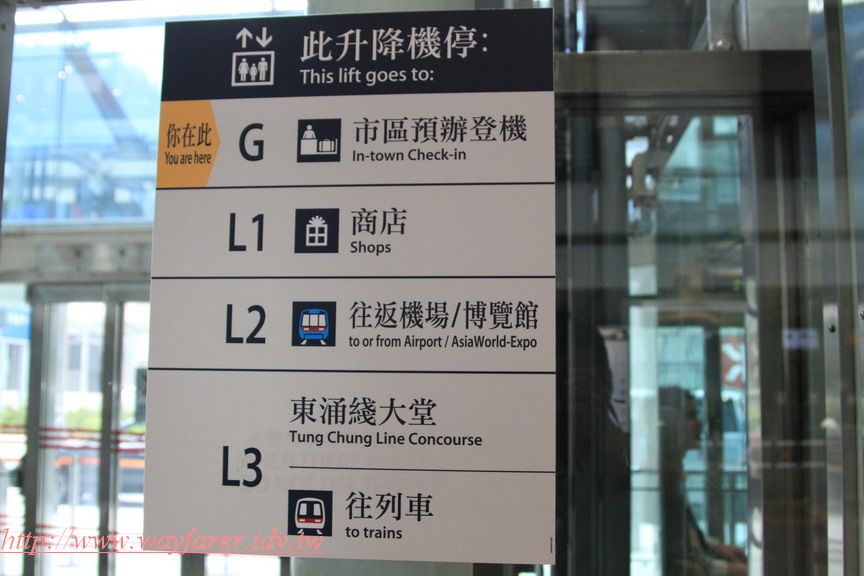 此升降機停:
This lift goes to:
你在此
You are here
G
市區預辦登機
In-town Check-in
L1
商店
Shops
L2
往返機場/博覽館
to or from Airport / AsiaWorld-Expo
L3
東涌綫大堂
Tung Chung Line Concourse
往列車
to trains
http://www.wayfarer.idv.tw